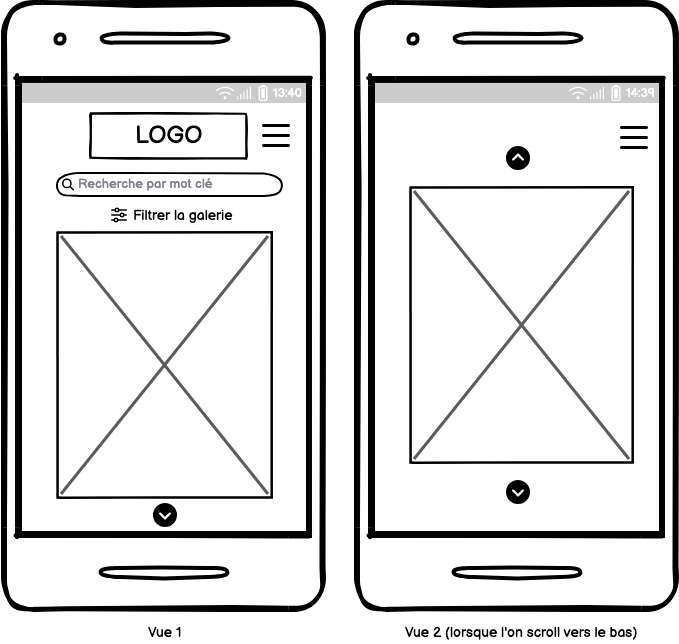 13:40
LOGO
Recherche par mot clé
Filtrer la galerie
Vue 1
14:39
Vue 2 (lorsque l'on scroll vers le bas)